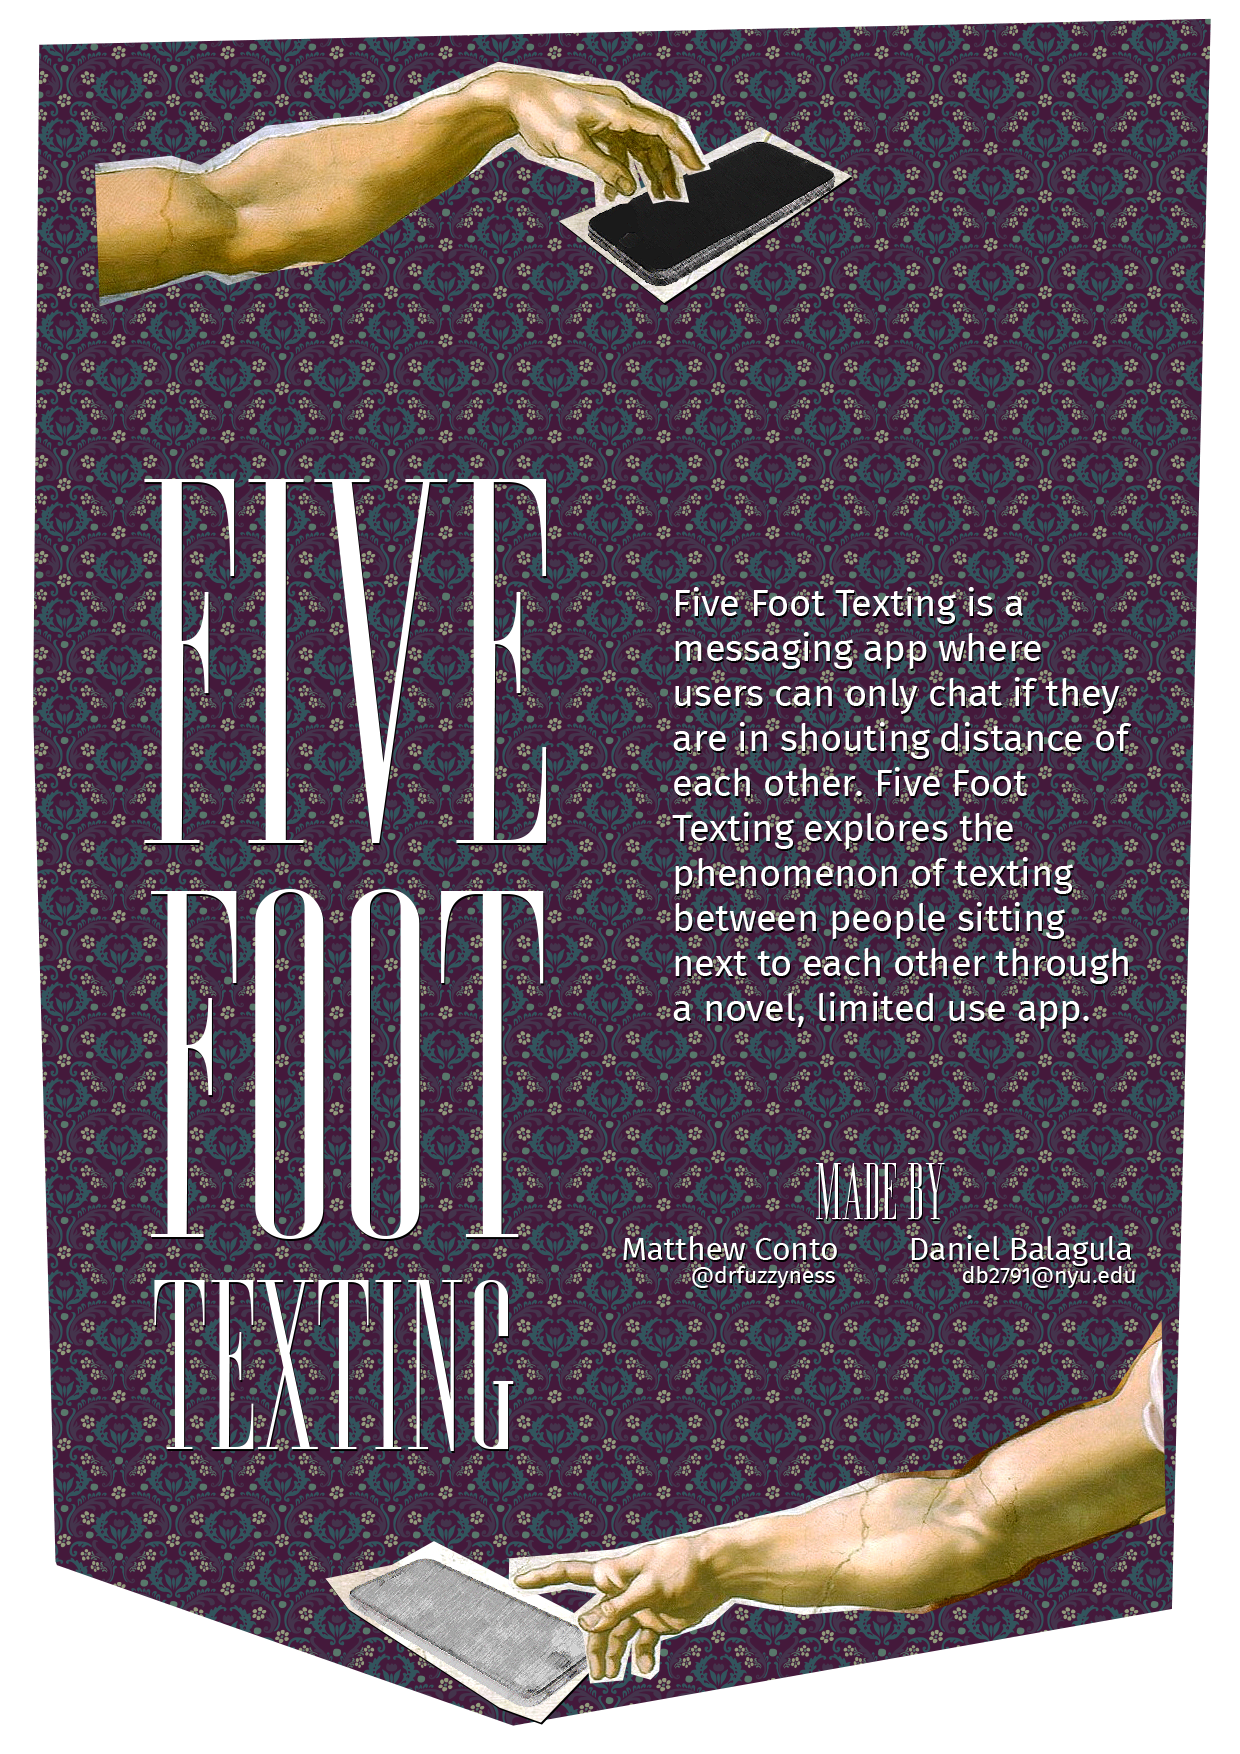 FIVE
FOOT
TEXTING
Five Foot Texting is a
messaging app where
users can only chat if they
are in shouting distance of
each other. Five Foot
Texting explores the
phenomenon of texting
between people sitting
next to each other through
a novel, limited use app.
MADE BY
Matthew Conto
@drfuzzyness
Daniel Balagula
db2791@nyu.edu